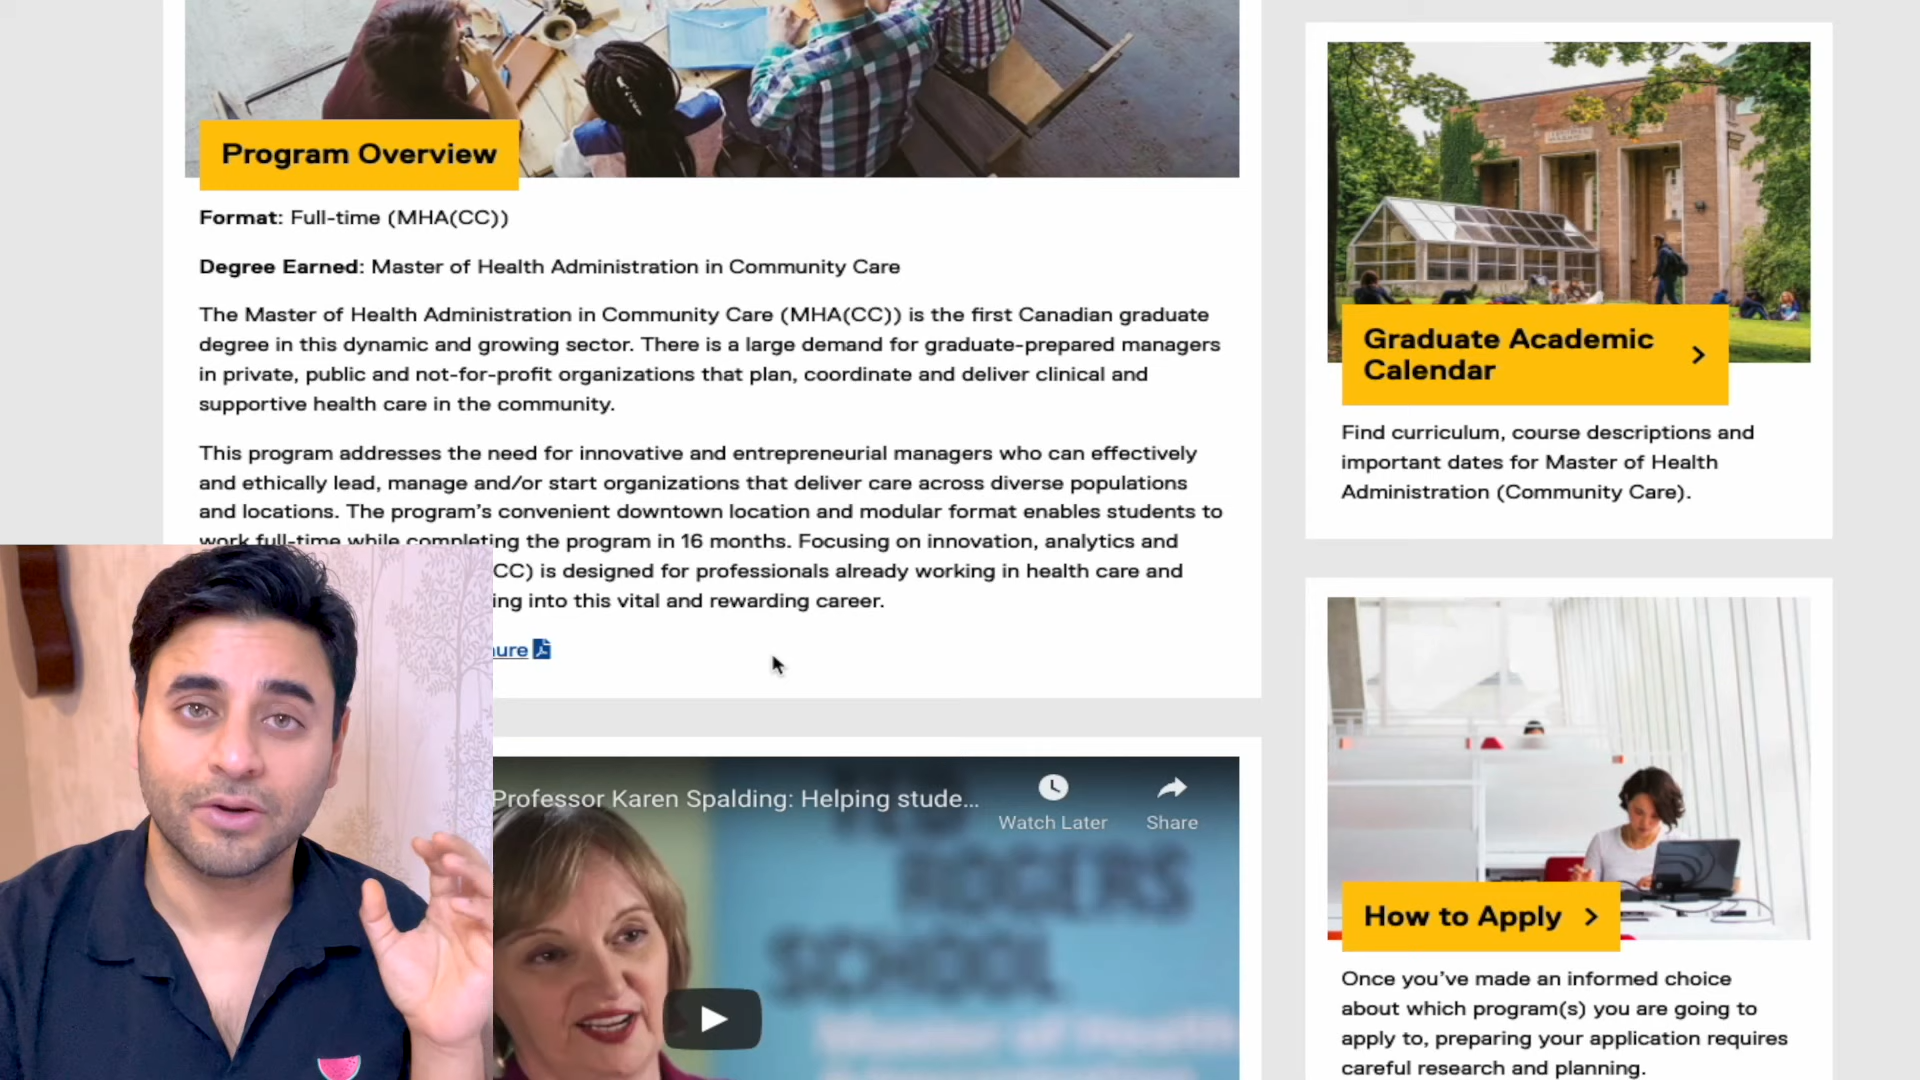 Program Overview
Format: Full-time (MHA(CC))
Degree Earned: Master of Health Administration in Community Care
The Master of Health Administration in Community Care (MHA(CC)) is the first Canadian graduate
degree in this dynamic and growing sector. There is a large demand for graduate-prepared managers
in private, public and not-for-profit organizations that plan, coordinate and deliver clinical and
supportive health care in the community.
This program addresses the need for innovative and entrepreneurial managers who can effectively
and ethically lead, manage and/or start organizations that deliver care across diverse populations
and locations. The program's convenient downtown location and modular format enables students to
work full-time while completing the program in 16 months. Focusing on innovation, analytics and
CC) is designed for professionals already working in health care and
ing into this vital and rewarding career.
ure
Professor Karen Spalding: Helping stude...
Watch Later
Share
TED
ROGERS
SCHOOL
Graduate Academic
Calendar
Find curriculum, course descriptions and
important dates for Master of Health
Administration (Community Care).
How to Apply
Once you've made an informed choice
about which program(s) you are going to
apply to, preparing your application requires
careful research and planning.